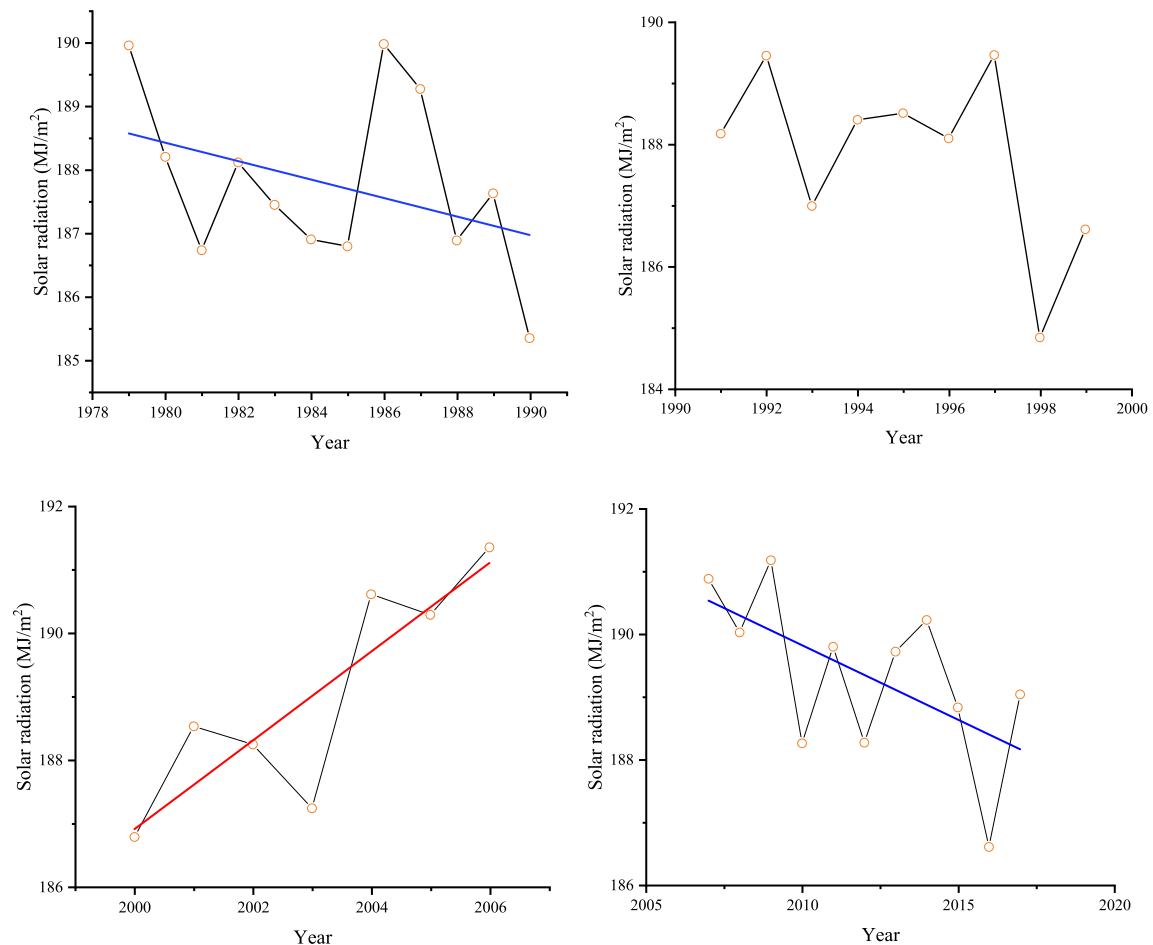 190
189
188
187
186
185
Solar radiation (MJ/m²)
1978 1980 1982 1984 1986 1988 1990
Year
190
188
186
184
Solar radiation (MJ/m²)
1990 1992 1994 1996 1998 2000
Year
192
190
188
186
Solar radiation (MJ/m²)
2000 2002 2004 2006
Year
192
190
188
186
Solar radiation (MJ/m²)
2005 2010 2015 2020
Year